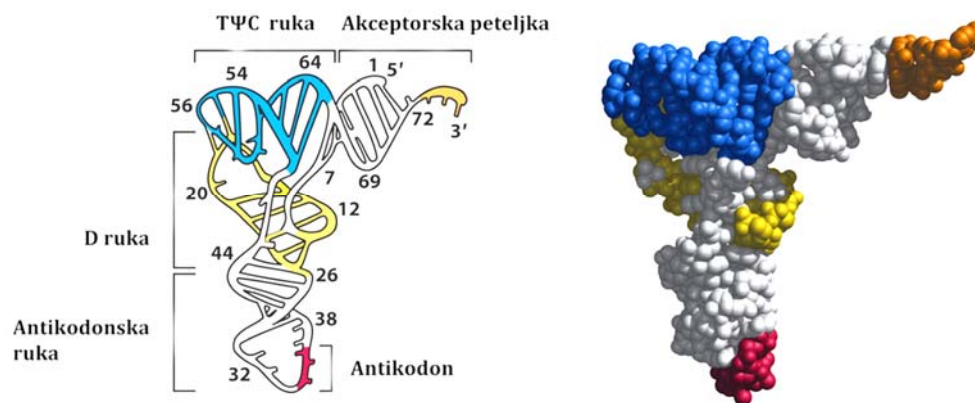 TΨC ruka
Akceptorska peteljka
64
54
1
5′
56
72
3′
7
69
20
12
D ruka
44
26
Antikodonska
ruka
38
32
Antikodon